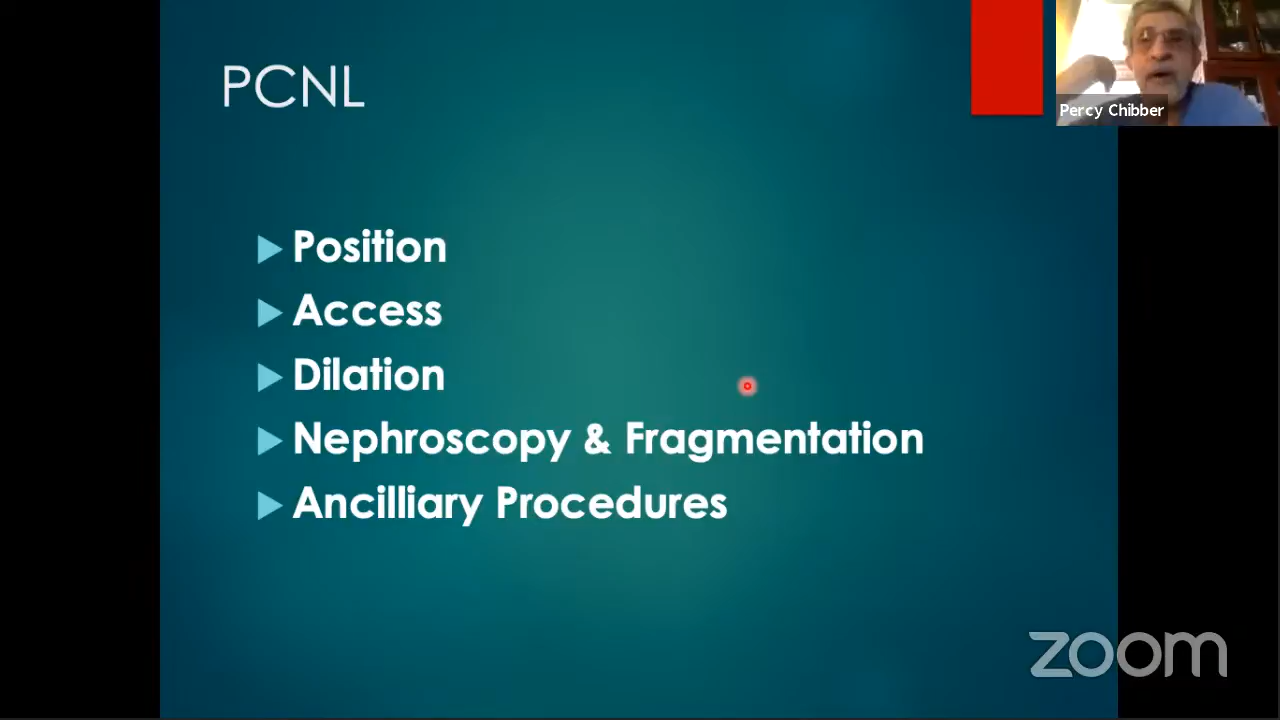 PCNL
Percy Chibber
Position
Access
Dilation
Nephroscopy & Fragmentation
Ancilliary Procedures
zoom